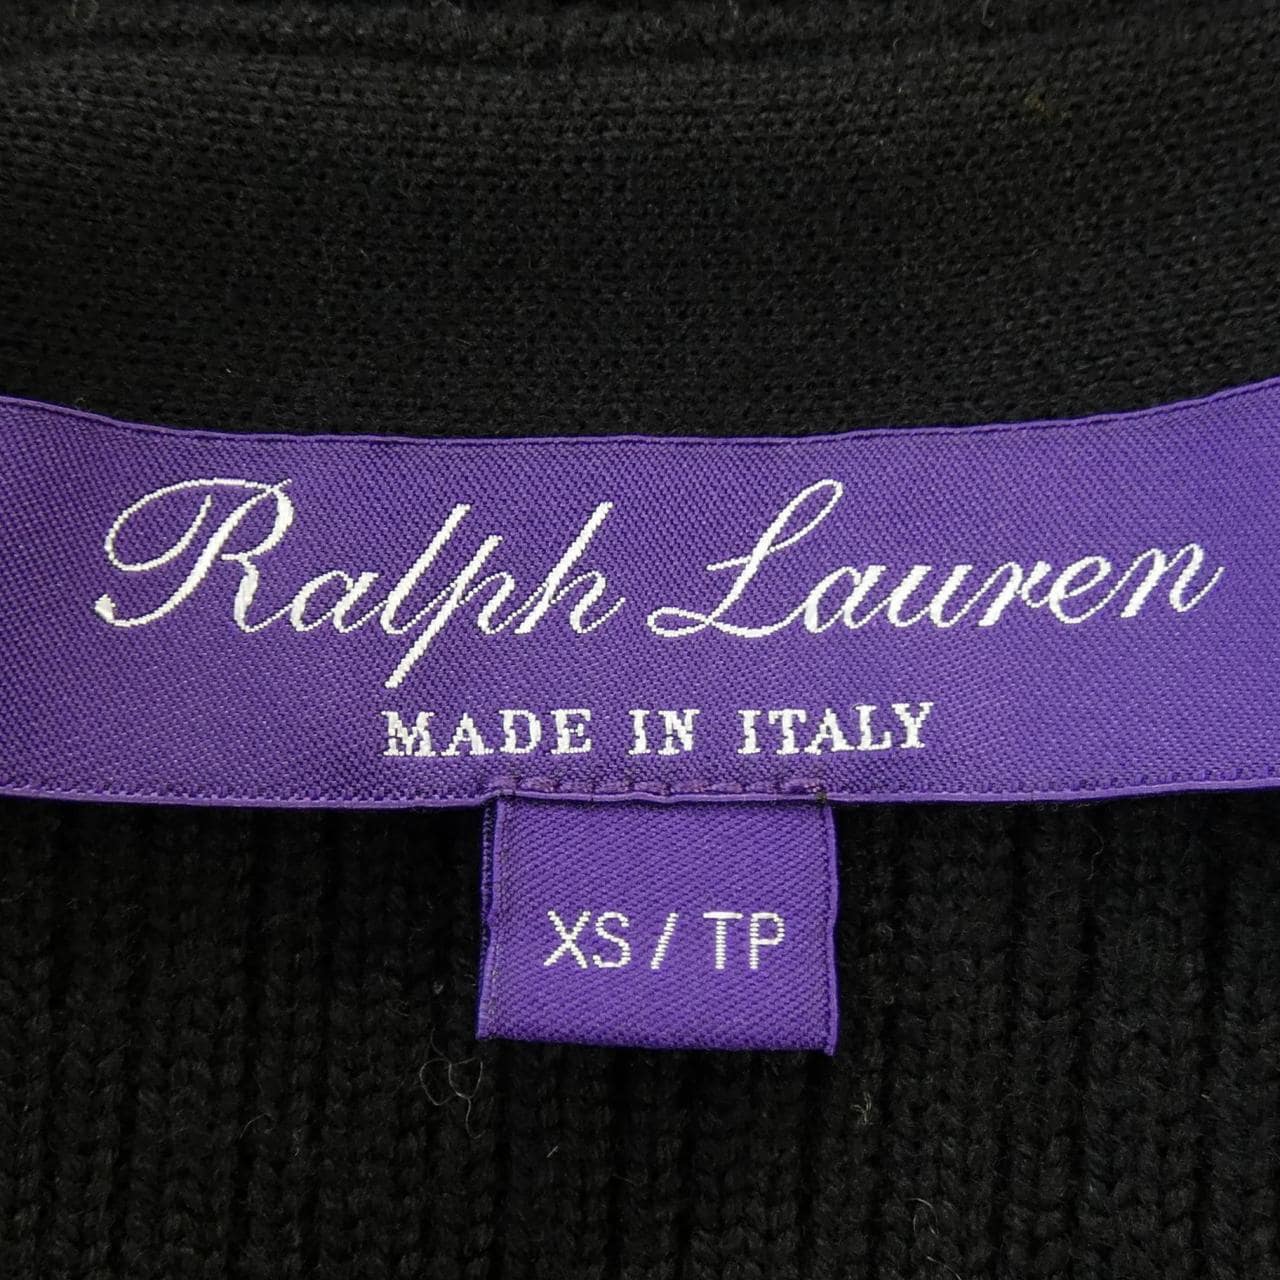 Ralph Lauren
MADE IN ITALY
XS / TP